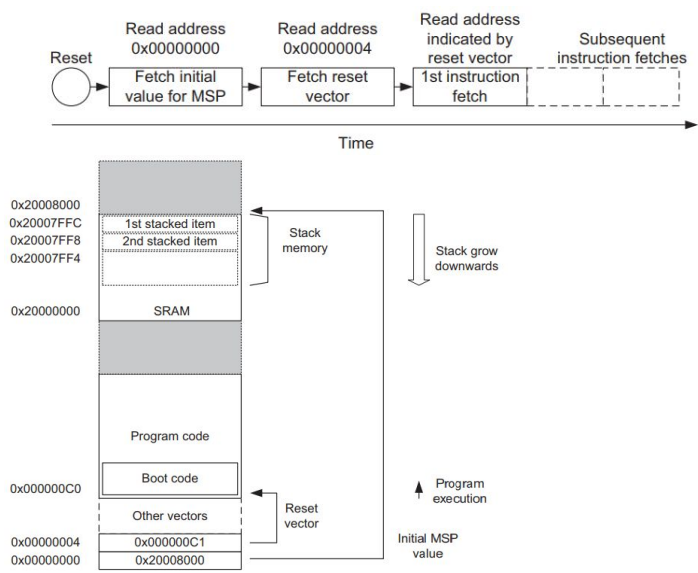 Reset
Read address
0x00000000
Fetch initial
value for MSP
Read address
0x00000004
Fetch reset
vector
Read address
indicated by
reset vector
1st instruction
fetch
Subsequent
instruction fetches
Time
0x20008000
0x20007FFC
1st stacked item
0x20007FF8
2nd stacked item
0x20007FF4
Stack
memory
Stack grow
downwards
0x20000000
SRAM
Program code
Boot code
0x000000C0
Program
execution
Other vectors
Reset
vector
0x00000004
0x000000C1
Initial MSP
value
0x00000000
0x20008000